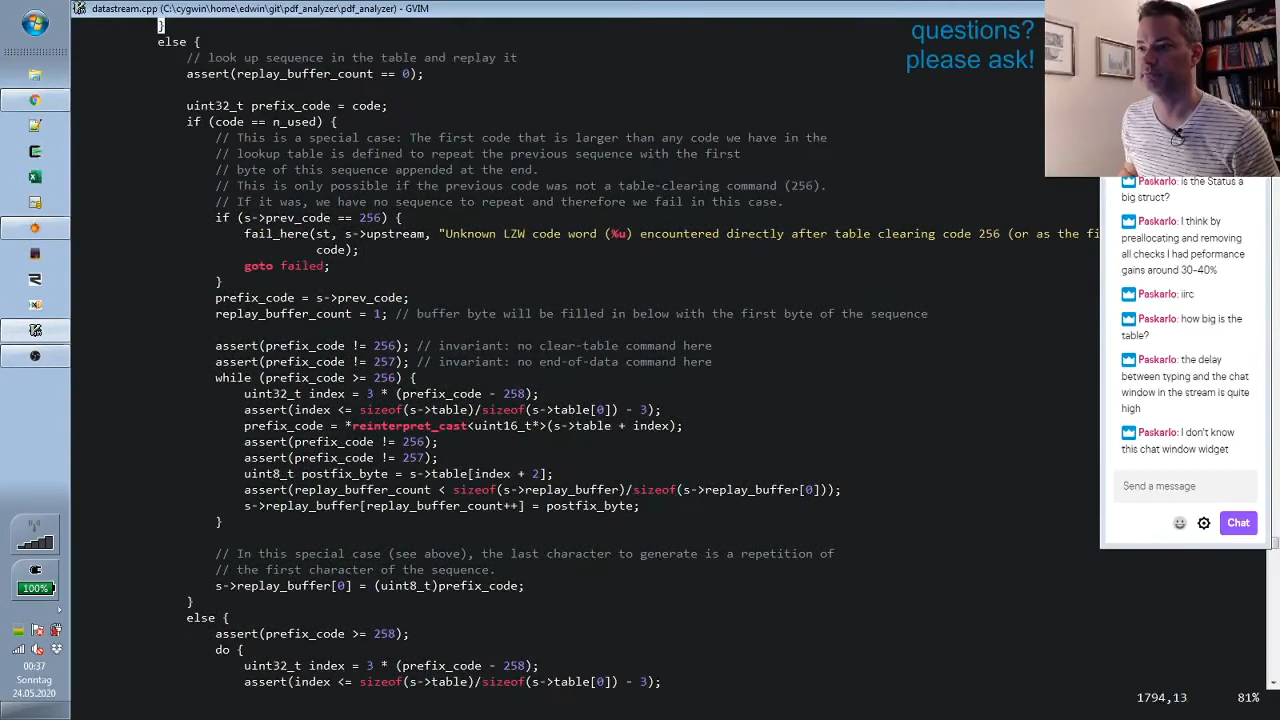 datastream.cpp (C:\cygwin\home\edwin\git\pdf_analyzer\pdf_analyzer) - GVIM
questions?
please ask!
}
else {
// look up sequence in the table and replay it
assert(replay_buffer_count == 0);
uint32_t prefix_code = code;
if (code == n_used) {
// This is a special case: The first code that is larger than any code we have in the
// lookup table is defined to repeat the previous sequence with the first
// byte of this sequence appended at the end.
// This is only possible if the previous code was not a table-clearing command (256).
// If it was, we have no sequence to repeat and therefore we fail in this case.
if (s->prev_code == 256) {
fail_here(st, s->upstream, "Unknown LZW code word (%u) encountered directly after table clearing code 256 (or as the fi
code);
goto failed;
}
prefix_code = s->prev_code;
replay_buffer_count = 1; // buffer byte will be filled in below with the first byte of the sequence
assert(prefix_code != 256); // invariant: no clear-table command here
assert(prefix_code != 257); // invariant: no end-of-data command here
while (prefix_code >= 256) {
uint32_t index = 3 * (prefix_code - 258);
assert(index <= sizeof(s->table)/sizeof(s->table[0]) - 3);
prefix_code = *reinterpret_cast<uint16_t*>(s->table + index);
assert(prefix_code != 256);
assert(prefix_code != 257);
uint8_t postfix_byte = s->table[index + 2];
assert(replay_buffer_count < sizeof(s->replay_buffer)/sizeof(s->replay_buffer[0]));
s->replay_buffer[replay_buffer_count++] = postfix_byte;
}
// In this special case (see above), the last character to generate is a repetition of
// the first character of the sequence.
s->replay_buffer[0] = (uint8_t)prefix_code;
}
else {
assert(prefix_code >= 258);
do {
uint32_t index = 3 * (prefix_code - 258);
assert(index <= sizeof(s->table)/sizeof(s->table[0]) - 3);
1794,13
81%
Paskarlo: is the Status a
big struct?
Paskarlo: I think by
preallocating and removing
all checks I had peformance
gains around 30-40%
Paskarlo: iirc
Paskarlo: how big is the
table?
Paskarlo: the delay
between typing and the chat
window in the stream is quite
high
Paskarlo: I don't know
this chat window widget
Send a message
Chat
100%
00:37
Sonntag
24.05.2020